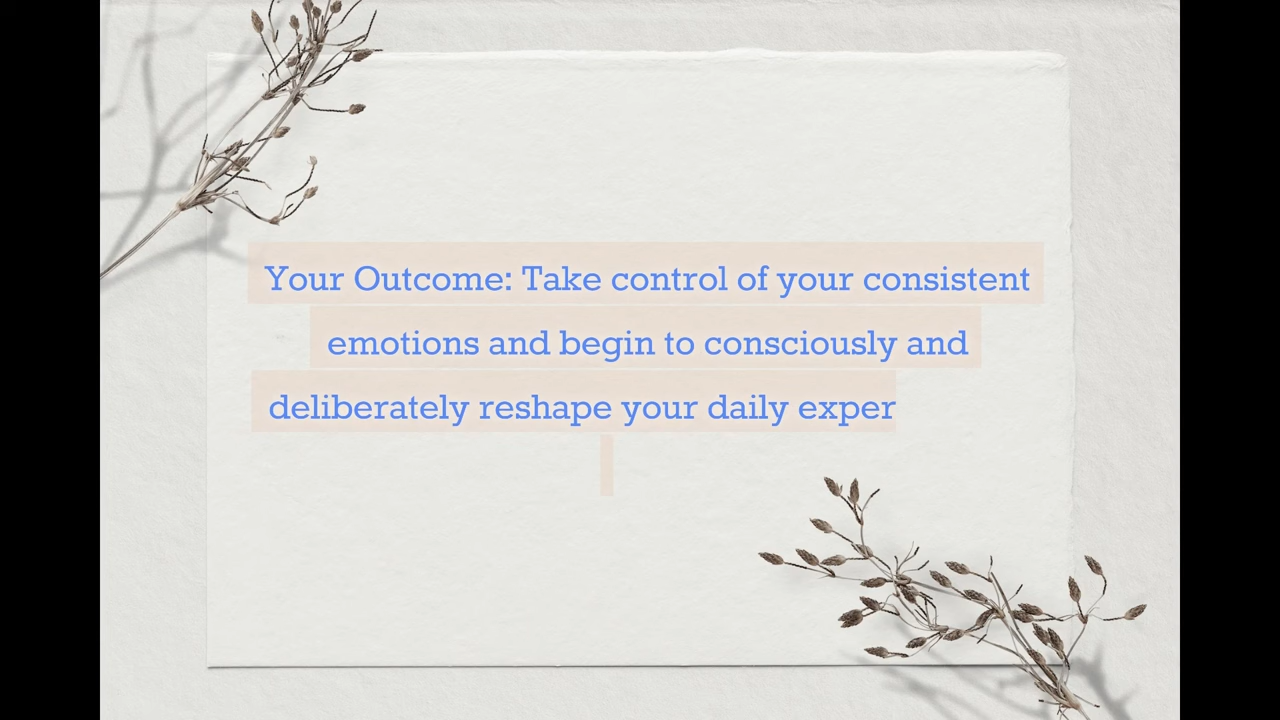 Your Outcome: Take control of your consistent
emotions and begin to consciously and
deliberately reshape your daily exper